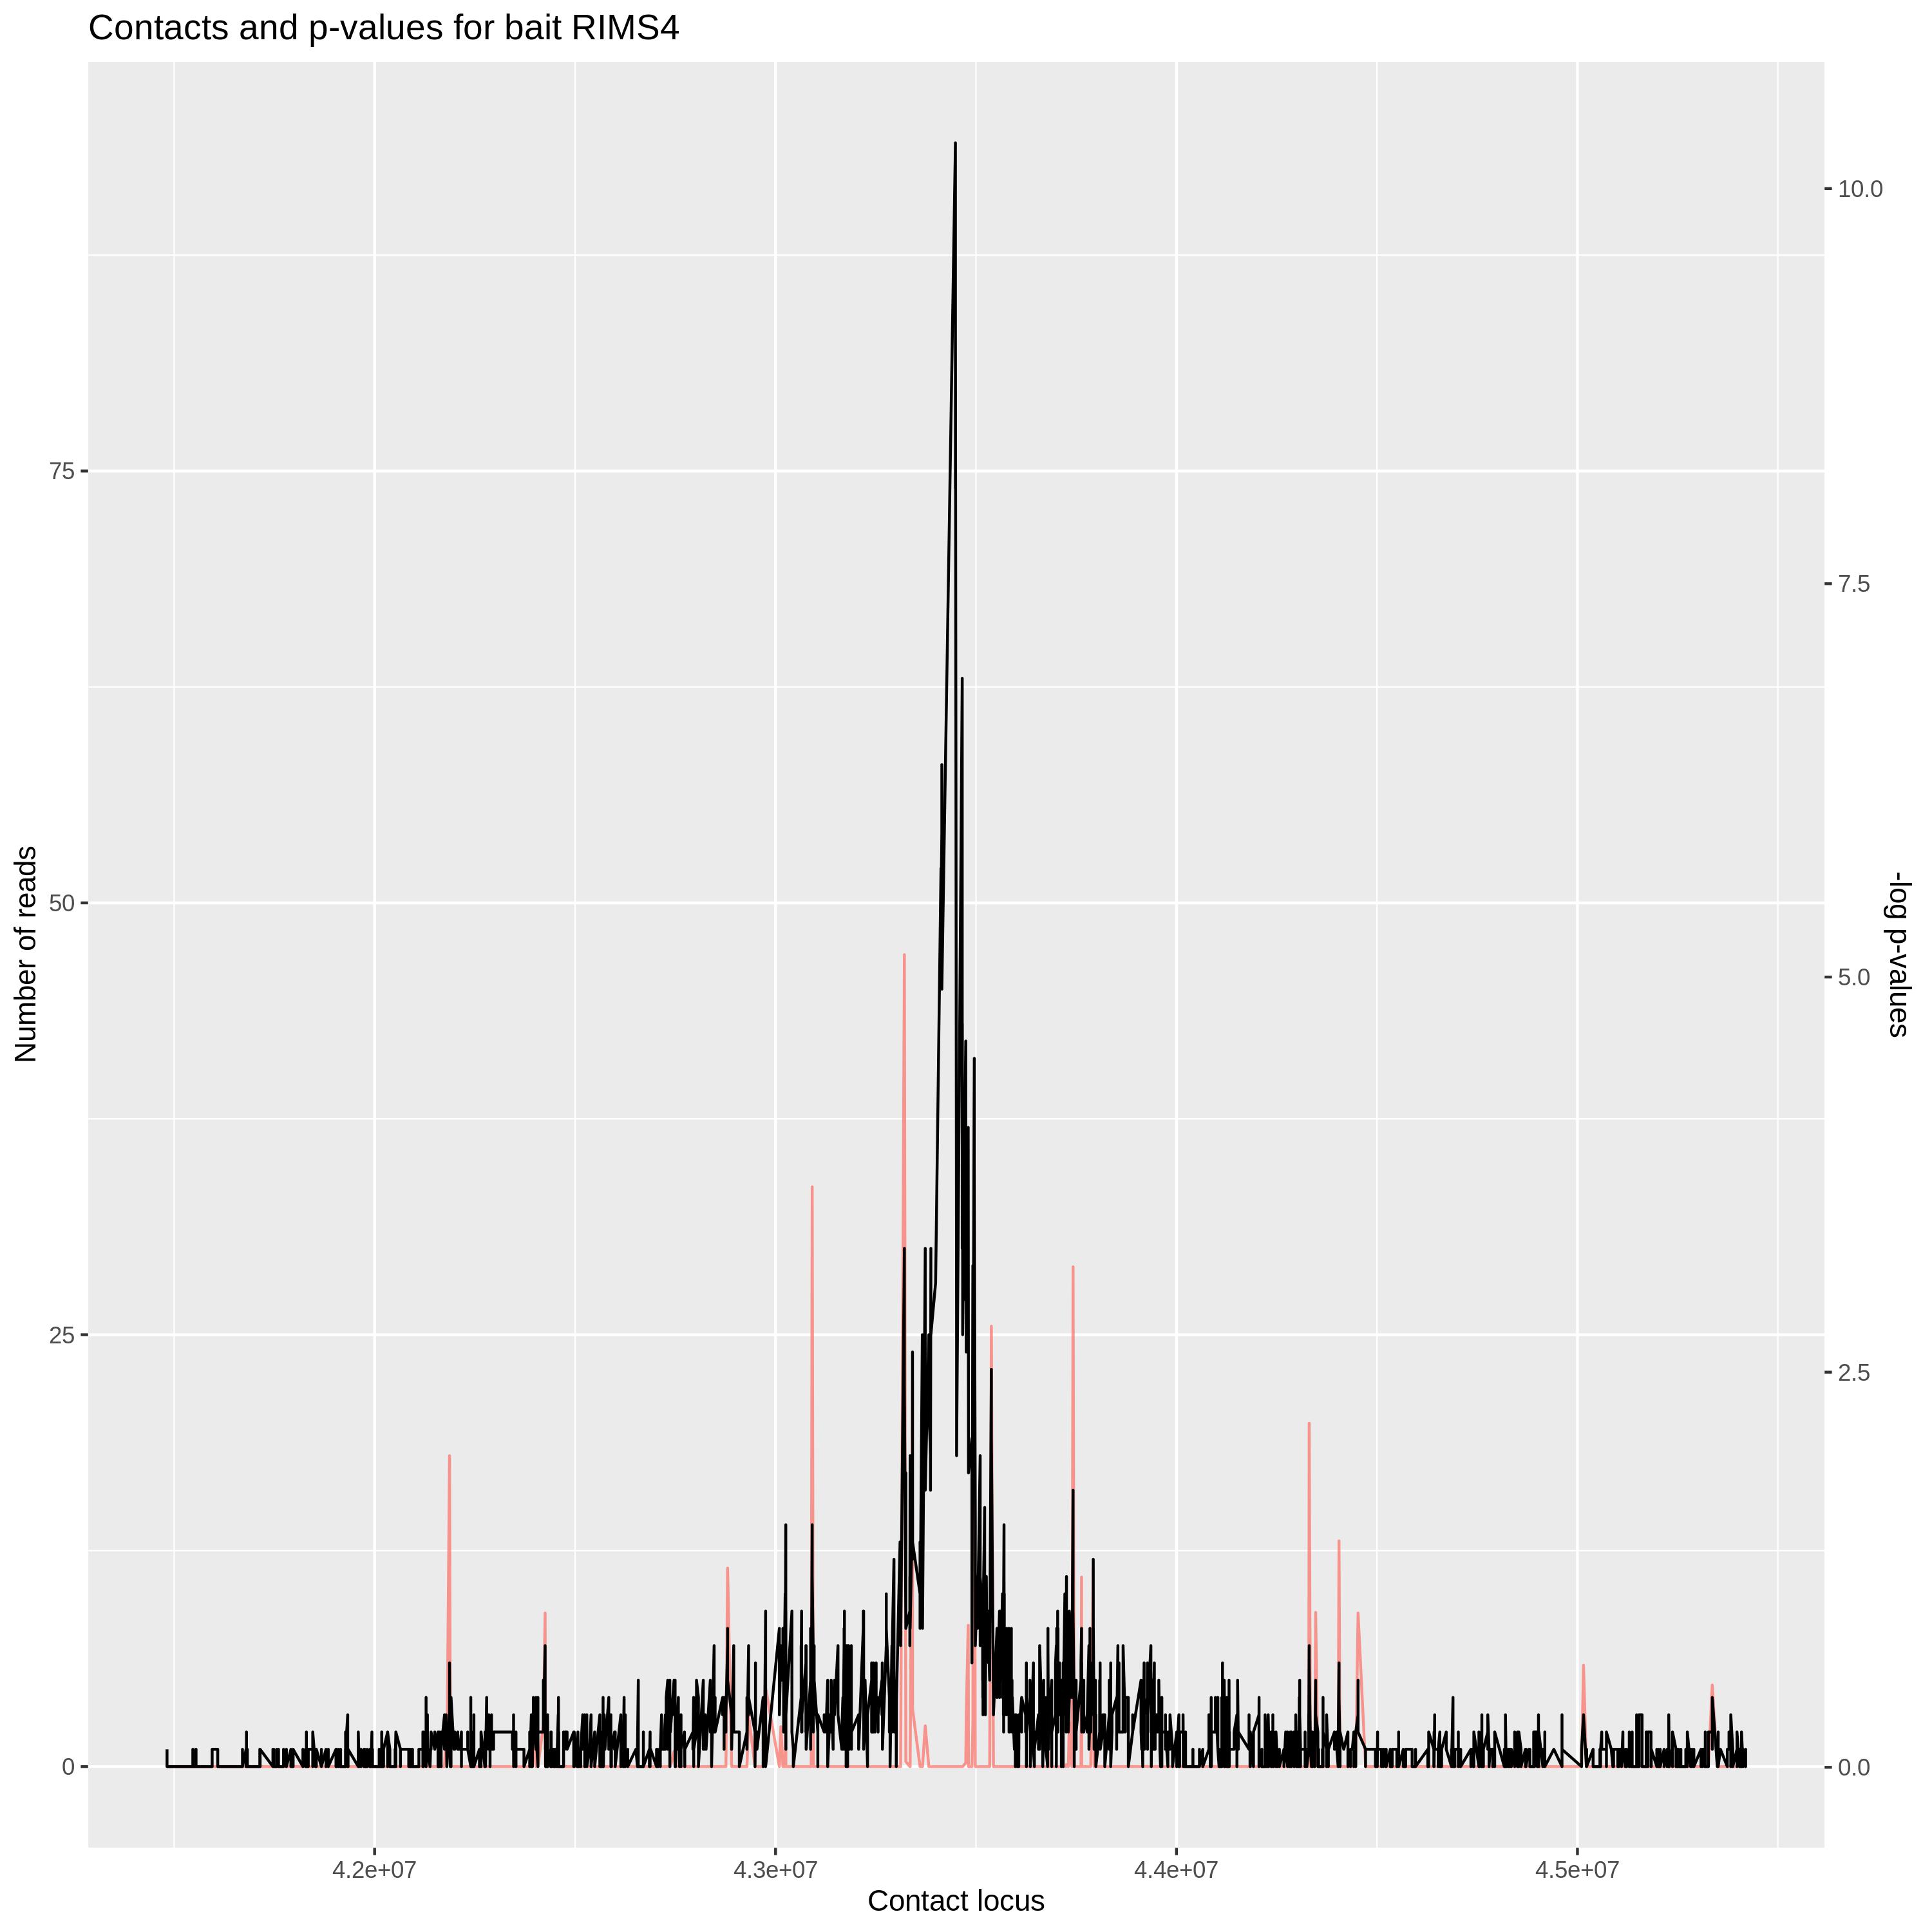 Contacts and p-values for bait RIMS4
10.0
75
7.5
50
5.0
25
2.5
0
0.0
Number of reads
-log p-values
4.2e+07
4.3e+07
4.4e+07
4.5e+07
Contact locus